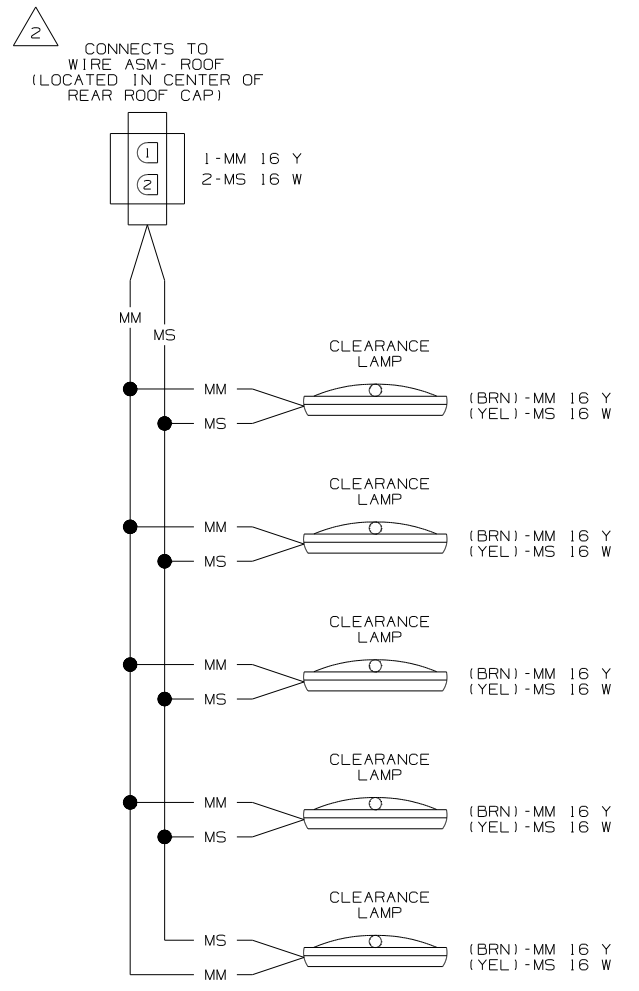 2
CONNECTS TO
WIRE ASM- ROOF
(LOCATED IN CENTER OF
REAR ROOF CAP)
1
2
1-MM 16 Y
2-MS 16 W
MM
MS
CLEARANCE
LAMP
MM
MS
(BRN)-MM 16 Y
(YEL)-MS 16 W
CLEARANCE
LAMP
MM
MS
(BRN)-MM 16 Y
(YEL)-MS 16 W
CLEARANCE
LAMP
MM
MS
(BRN)-MM 16 Y
(YEL)-MS 16 W
CLEARANCE
LAMP
MM
MS
(BRN)-MM 16 Y
(YEL)-MS 16 W
CLEARANCE
LAMP
MS
MM
(BRN)-MM 16 Y
(YEL)-MS 16 W